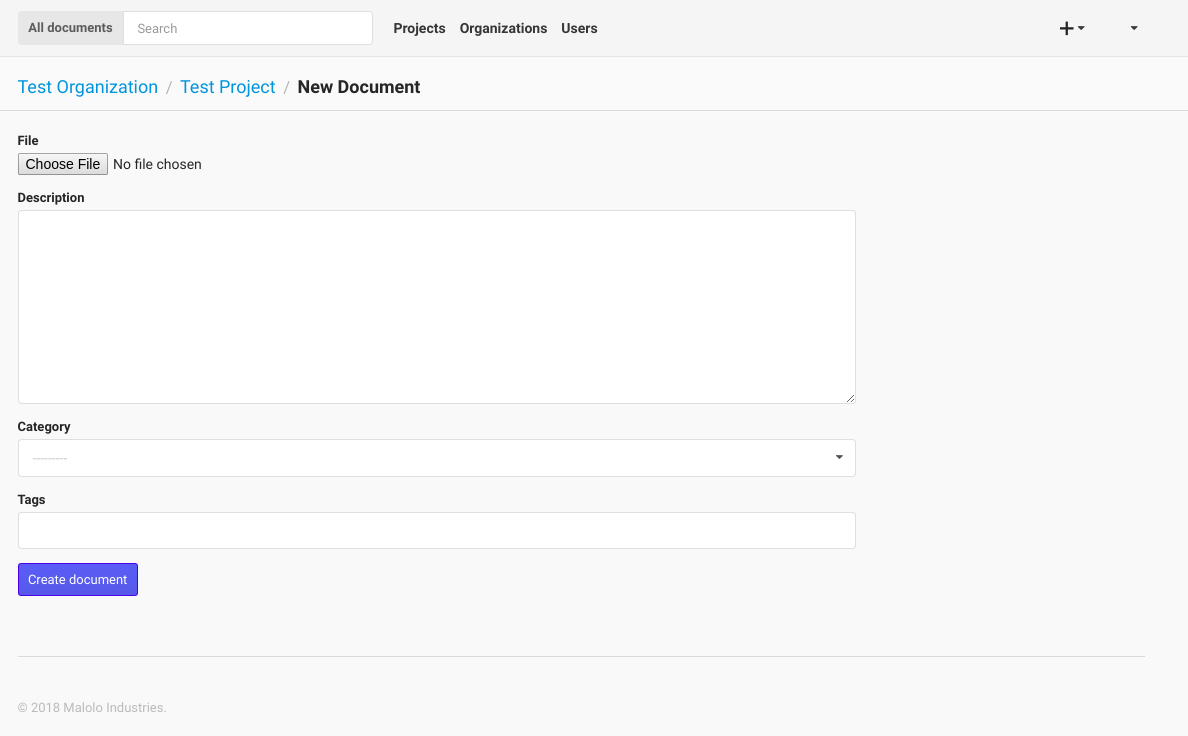 All documents Search Projects Organizations Users
Test Organization / Test Project / New Document
File
Choose File No file chosen
Description
Category
---------
Tags
Create document
© 2018 Malolo Industries.